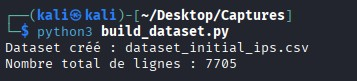 ┌──(kali㉿kali)-[~/Desktop/Captures]
└─$ python3 build_dataset.py
Dataset créé : dataset_initial_ips.csv
Nombre total de lignes : 7705